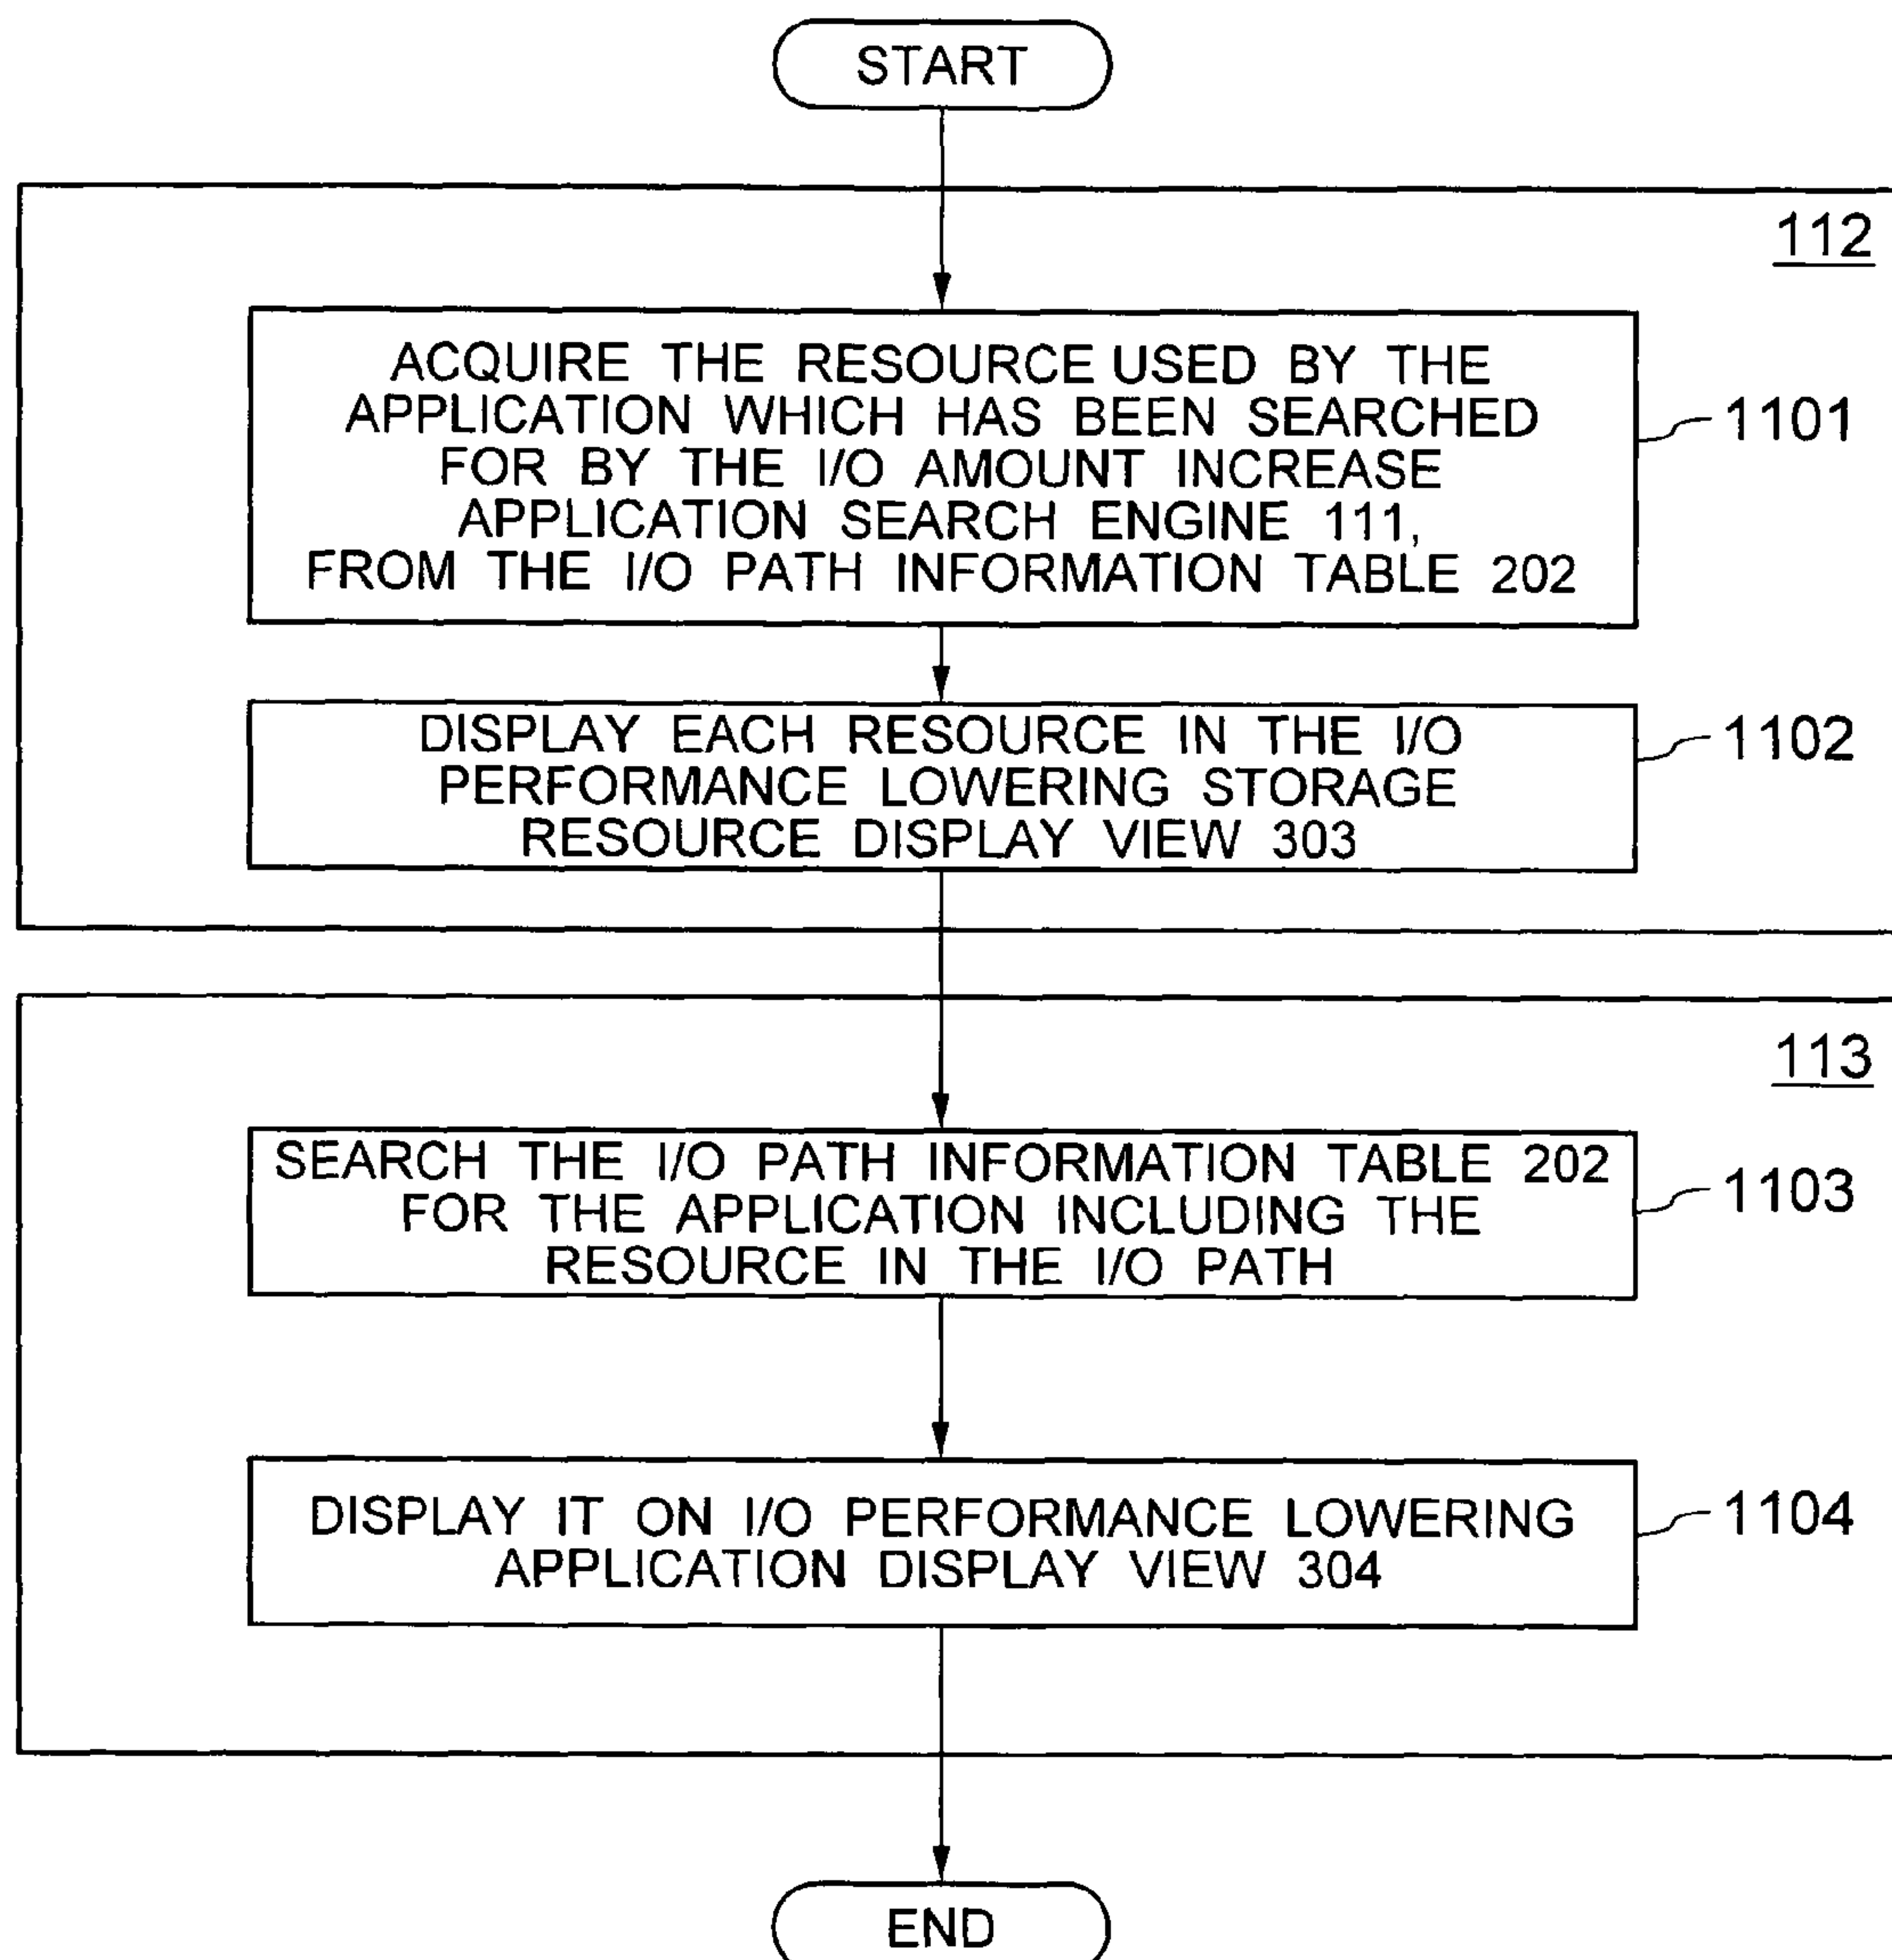 START
112
ACQUIRE THE RESOURCE USED BY THE
APPLICATION WHICH HAS BEEN SEARCHED
FOR BY THE I/O AMOUNT INCREASE
APPLICATION SEARCH ENGINE 111,
FROM THE I/O PATH INFORMATION TABLE 202
1101
DISPLAY EACH RESOURCE IN THE I/O
PERFORMANCE LOWERING STORAGE
RESOURCE DISPLAY VIEW 303
1102
113
SEARCH THE I/O PATH INFORMATION TABLE 202
FOR THE APPLICATION INCLUDING THE
RESOURCE IN THE I/O PATH
1103
DISPLAY IT ON I/O PERFORMANCE LOWERING
APPLICATION DISPLAY VIEW 304
1104
END